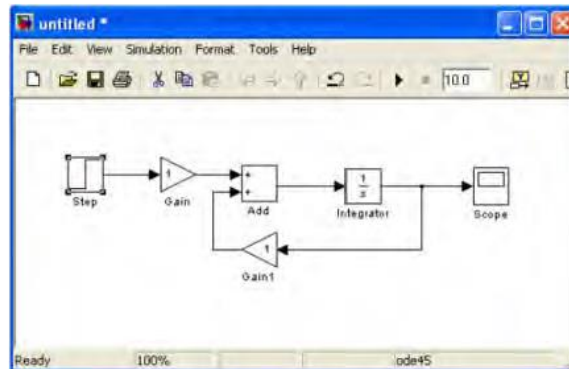 untitled *
File Edit View Simulation Format Tools Help
10.0
Step
1
Gain
+
+
Add
1
s
Integrator
Scope
1
Gain1
Ready 100% ode45